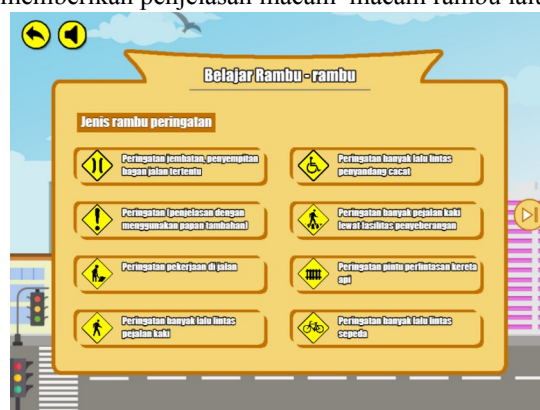 memberikan penjelasan macam-macam rambu lalu
Belajar Rambu - rambu
Jenis rambu peringatan
Peringatan jembatan, penyempitan
bagan jalan tertentu
Peringatan (penjelasan dengan
menggunakan papan tambahan)
Peringatan pekerjaan di jalan
Peringatan banyak lalu lintas
pejalan kaki
Peringatan banyak lalu lintas
penyandang cacat
Peringatan banyak pejalan kaki
lewat fasilitas penyeberangan
Peringatan pintu perlintasan kereta
api
Peringatan banyak lalu lintas
sepeda